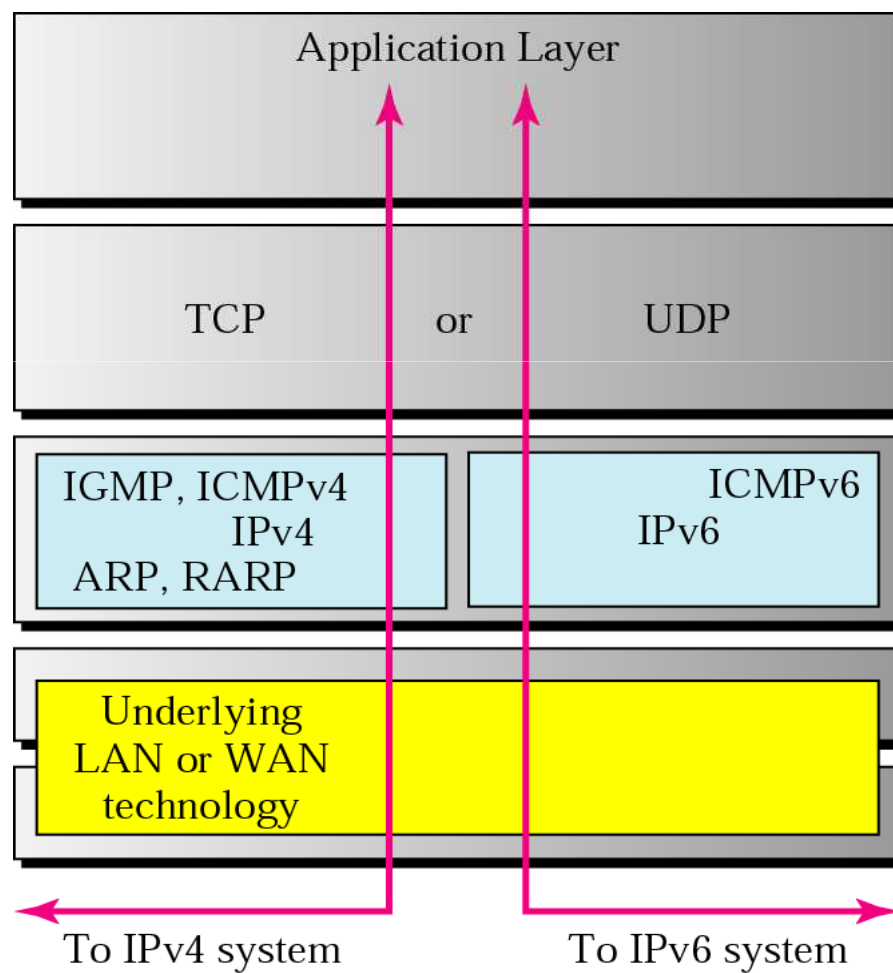 Application Layer
TCP or UDP
IGMP, ICMPv4
IPv4
ARP, RARP
ICMPv6
IPv6
Underlying
LAN or WAN
technology
To IPv4 system
To IPv6 system